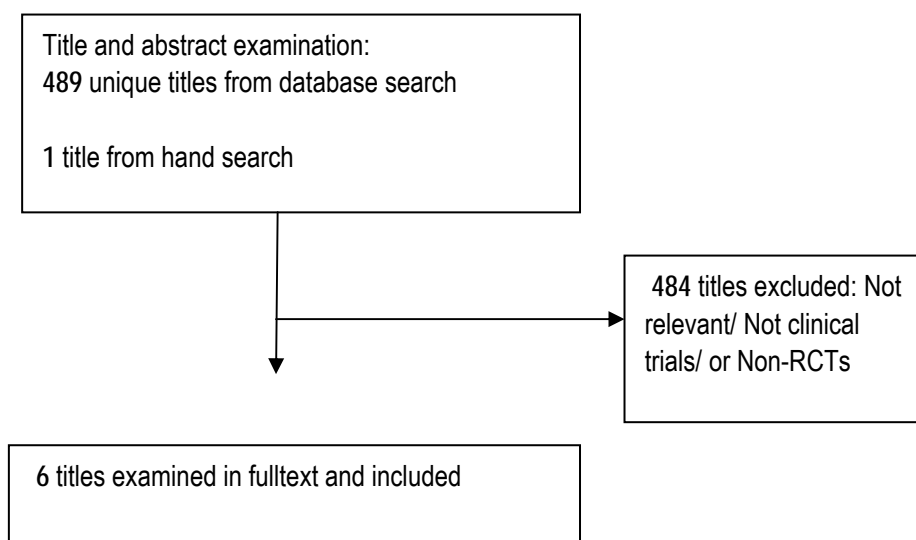 Title and abstract examination:
489 unique titles from database search
1 title from hand search
484 titles excluded: Not
relevant/ Not clinical
trials/ or Non-RCTs
6 titles examined in fulltext and included